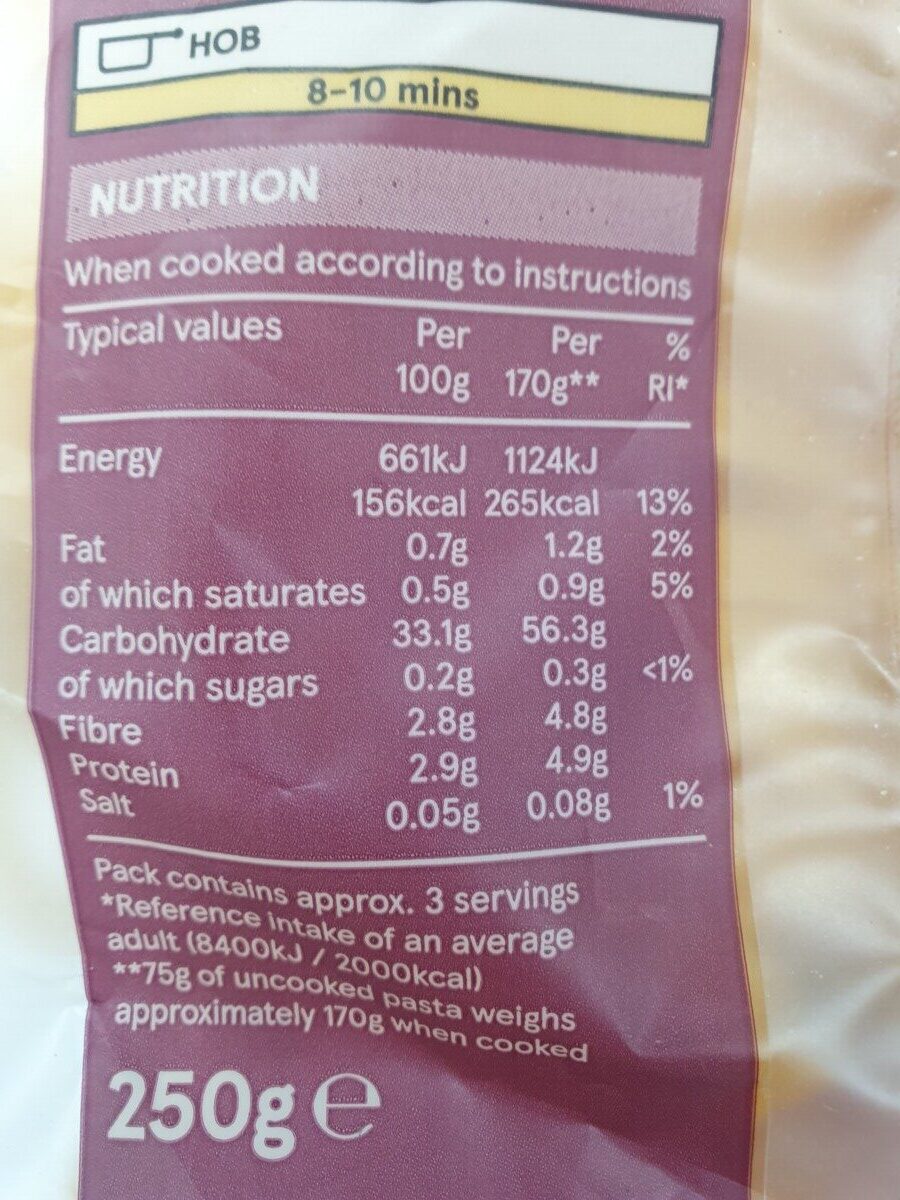 HOB
8-10 mins
NUTRITION
When cooked according to instructions
Typical values Per 100g Per 170g** % RI*
Energy 661kJ 1124kJ
156kcal 265kcal 13%
Fat 0.7g 1.2g 2%
of which saturates 0.5g 0.9g 5%
Carbohydrate 33.1g 56.3g
of which sugars 0.2g 0.3g <1%
Fibre 2.8g 4.8g
Protein 2.9g 4.9g
Salt 0.05g 0.08g 1%
Pack contains approx. 3 servings
*Reference intake of an average
adult (8400kJ / 2000kcal)
**75g of uncooked pasta weighs
approximately 170g when cooked
250g e